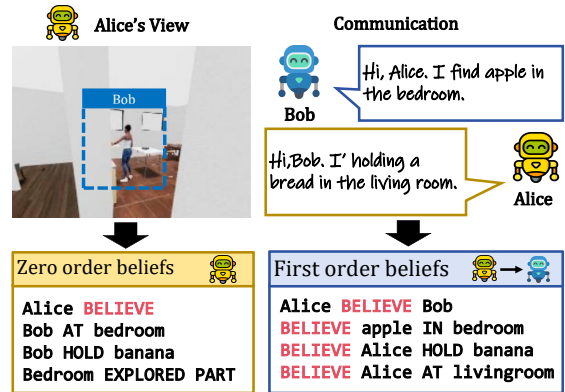 Alice's View
Communication
Bob
Hi, Alice. I find apple in
the bedroom.
Bob
Hi,Bob. I' holding a
bread in the living room.
Alice
Zero order beliefs
Alice BELIEVE
Bob AT bedroom
Bob HOLD banana
Bedroom EXPLORED PART
First order beliefs
Alice BELIEVE Bob
BELIEVE apple IN bedroom
BELIEVE Alice HOLD banana
BELIEVE Alice AT livingroom